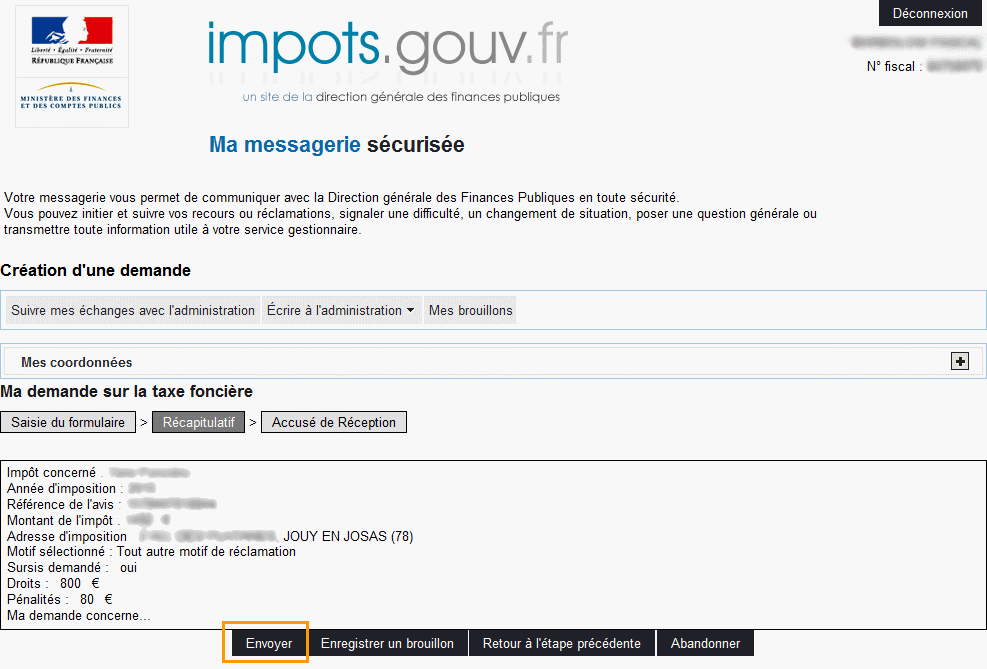 Déconnexion
Liberté • Égalité • Fraternité
RÉPUBLIQUE FRANÇAISE
MINISTÈRE DES FINANCES
ET DES COMPTES PUBLICS
impots.gouv.fr
un site de la direction générale des finances publiques
N° fiscal :
Ma messagerie sécurisée
Votre messagerie vous permet de communiquer avec la Direction générale des Finances Publiques en toute sécurité.
Vous pouvez initier et suivre vos recours ou réclamations, signaler une difficulté, un changement de situation, poser une question générale ou
transmettre toute information utile à votre service gestionnaire.
Création d'une demande
Suivre mes échanges avec l'administration Écrire à l'administration Mes brouillons
Mes coordonnées
Ma demande sur la taxe foncière
Saisie du formulaire > Récapitulatif > Accusé de Réception
Impôt concerné :
Année d'imposition :
Référence de l'avis :
Montant de l'impôt : €
Adresse d'imposition JOUY EN JOSAS (78)
Motif sélectionné : Tout autre motif de réclamation
Sursis demandé : oui
Droits : 800 €
Pénalités : 80 €
Ma demande concerne...
Envoyer Enregistrer un brouillon Retour à l'étape précédente Abandonner